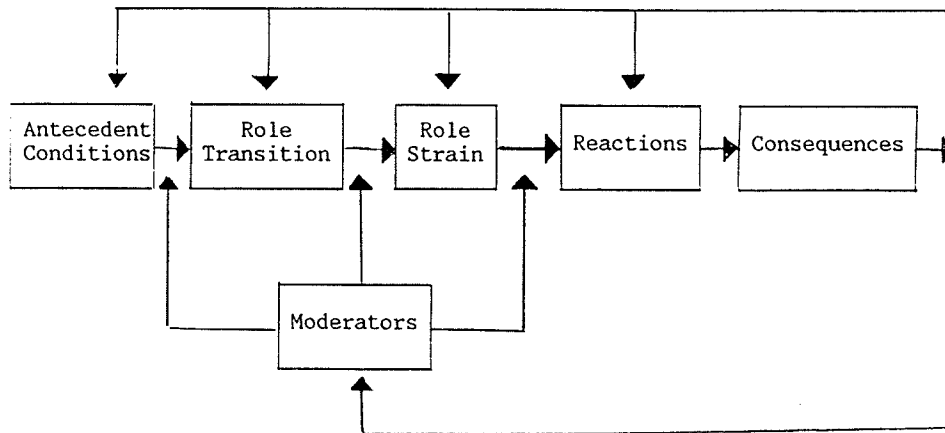 Antecedent
Conditions
Role
Transition
Role
Strain
Reactions
Consequences
Moderators